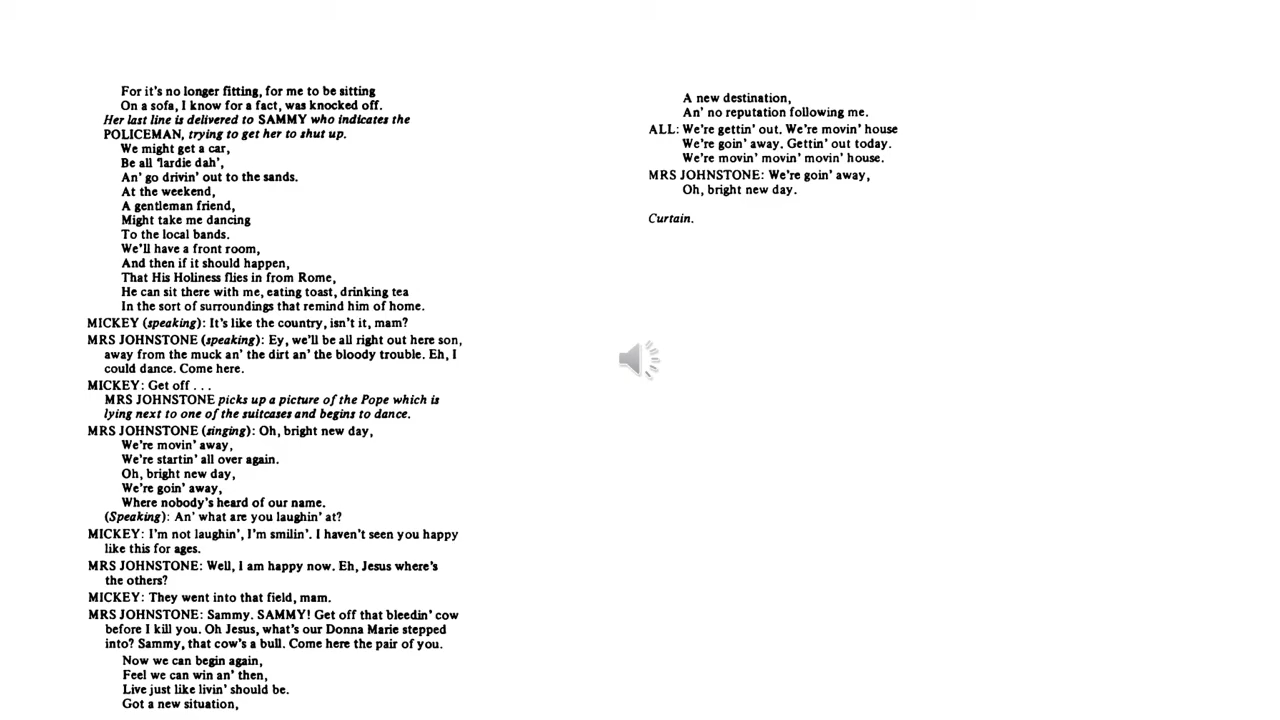 For it's no longer fitting, for me to be sitting
On a sofa, I know for a fact, was knocked off.
Her last line is delivered to SAMMY who indicates the
POLICEMAN, trying to get her to shut up.
We might get a car,
Be all 'lardie dah',
An' go drivin' out to the sands.
At the weekend,
A gentleman friend,
Might take me dancing
To the local bands.
We'll have a front room,
And then if it should happen,
That His Holiness flies in from Rome,
He can sit there with me, eating toast, drinking tea
In the sort of surroundings that remind him of home.
MICKEY (speaking): It's like the country, isn't it, mam?
MRS JOHNSTONE (speaking): Ey, we'll be all right out here son,
away from the muck an' the dirt an' the bloody trouble. Eh, I
could dance. Come here.
MICKEY: Get off . . .
MRS JOHNSTONE picks up a picture of the Pope which is
lying next to one of the suitcases and begins to dance.
MRS JOHNSTONE (singing): Oh, bright new day,
We're movin' away,
We're startin' all over again.
Oh, bright new day,
We're goin' away,
Where nobody's heard of our name.
(Speaking): An' what are you laughin' at?
MICKEY: I'm not laughin', I'm smilin'. I haven't seen you happy
like this for ages.
MRS JOHNSTONE: Well, I am happy now. Eh, Jesus where's
the others?
MICKEY: They went into that field, mam.
MRS JOHNSTONE: Sammy. SAMMY! Get off that bleedin' cow
before I kill you. Oh Jesus, what's our Donna Marie stepped
into? Sammy, that cow's a bull. Come here the pair of you.
Now we can begin again,
Feel we can win an' then,
Live just like livin' should be.
Got a new situation,
A new destination,
An' no reputation following me.
ALL: We're gettin' out. We're movin' house
We're goin' away. Gettin' out today.
We're movin' movin' movin' house.
MRS JOHNSTONE: We're goin' away,
Oh, bright new day.
Curtain.